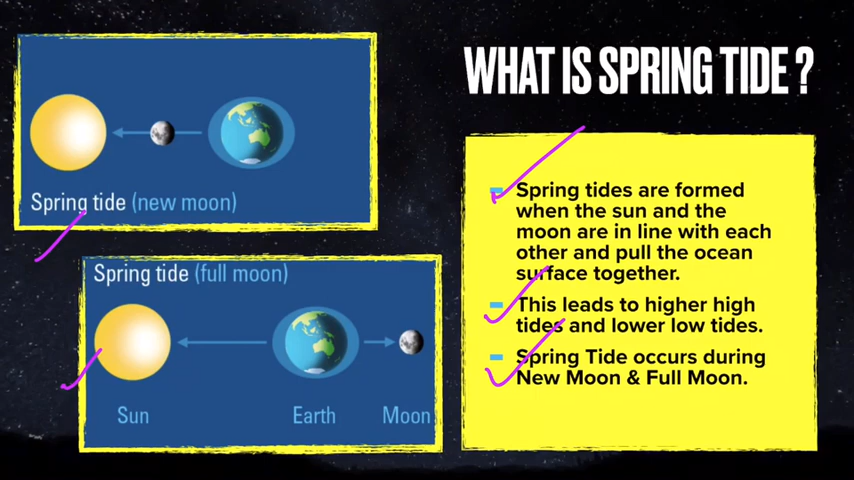 WHAT IS SPRING TIDE ?
Spring tide (new moon)
Spring tide (full moon)
Sun
Earth
Moon
Spring tides are formed
when the sun and the
moon are in line with each
other and pull the ocean
surface together.
This leads to higher high
tides and lower low tides.
Spring Tide occurs during
New Moon & Full Moon.